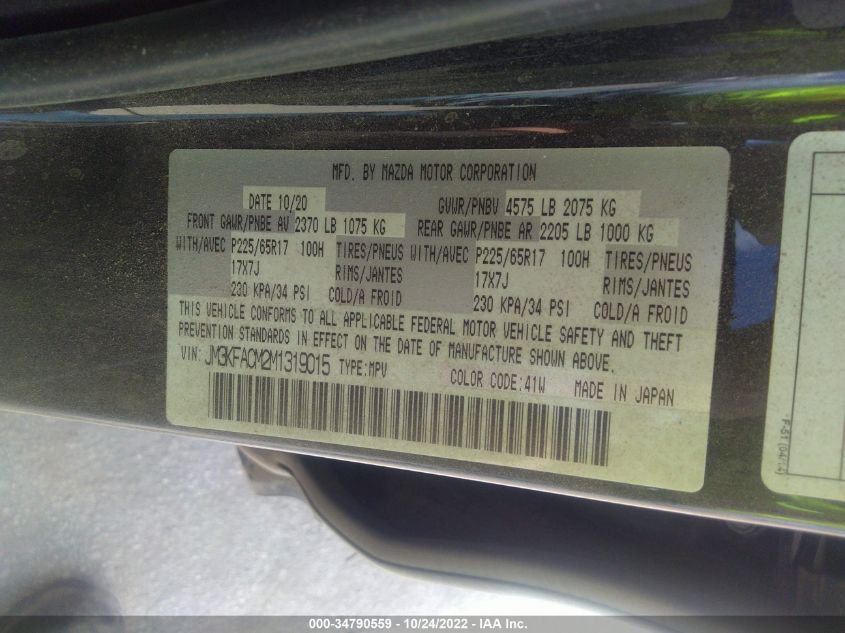 MFD. BY MAZDA MOTOR CORPORATION
DATE 10/20 GVWR/PNBV 4575 LB 2075 KG
FRONT GAWR/PNBE AV 2370 LB 1075 KG REAR GAWR/PNBE AR 2205 LB 1000 KG
WITH/AVEC P225/65R17 100H TIRES/PNEUS WITH/AVEC P225/65R17 100H TIRES/PNEUS
17X7J RIMS/JANTES 17X7J RIMS/JANTES
230 KPA/34 PSI COLD/A FROID 230 KPA/34 PSI COLD/A FROID
THIS VEHICLE CONFORMS TO ALL APPLICABLE FEDERAL MOTOR VEHICLE SAFETY AND THEFT
PREVENTION STANDARDS IN EFFECT ON THE DATE OF MANUFACTURE SHOWN ABOVE.
VIN: JM3KFACM2M1319015 TYPE:MPV COLOR CODE:41W MADE IN JAPAN
000-34790559 - 10/24/2022 - IAA Inc.